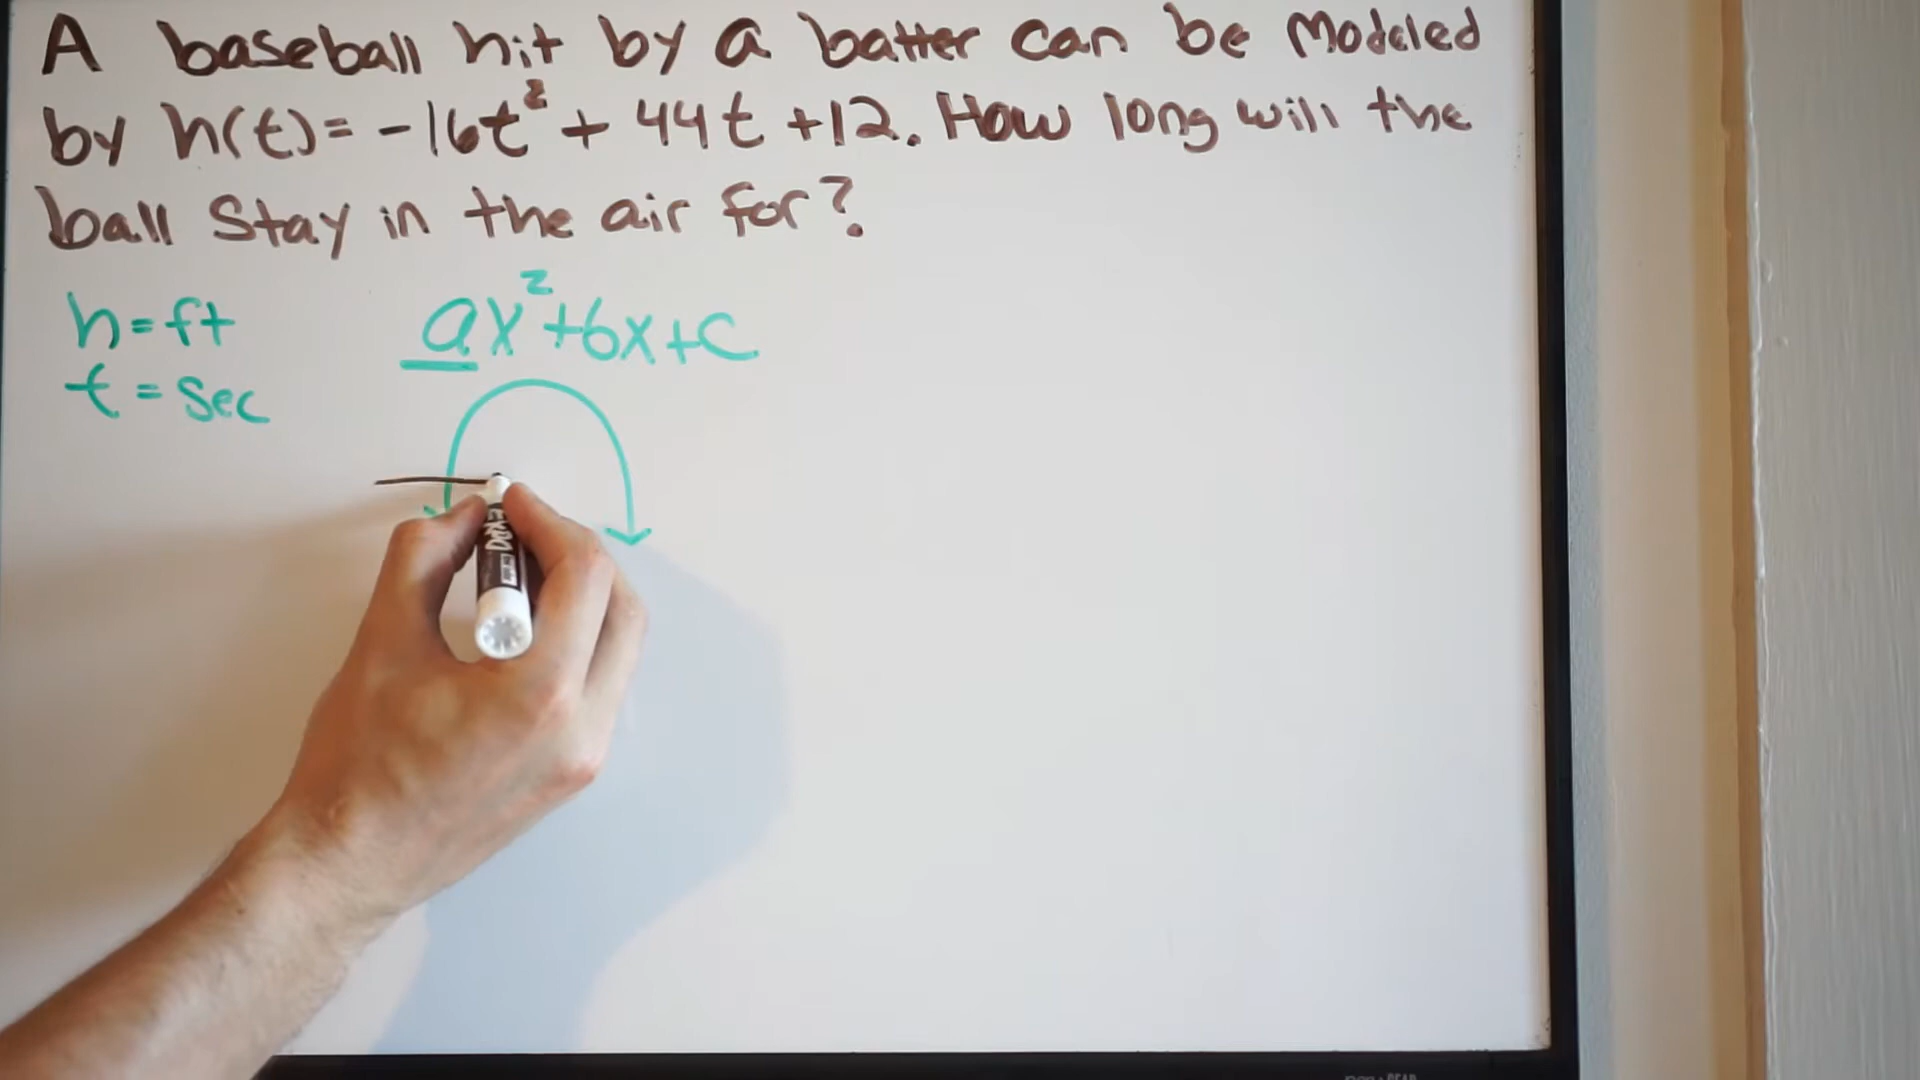 A baseball hit by a batter can be modeled
by h(t) = -16t² + 44t +12. How long will the
ball Stay in the air for?
h = ft
t = Sec
ax²+bx+c
EXPO